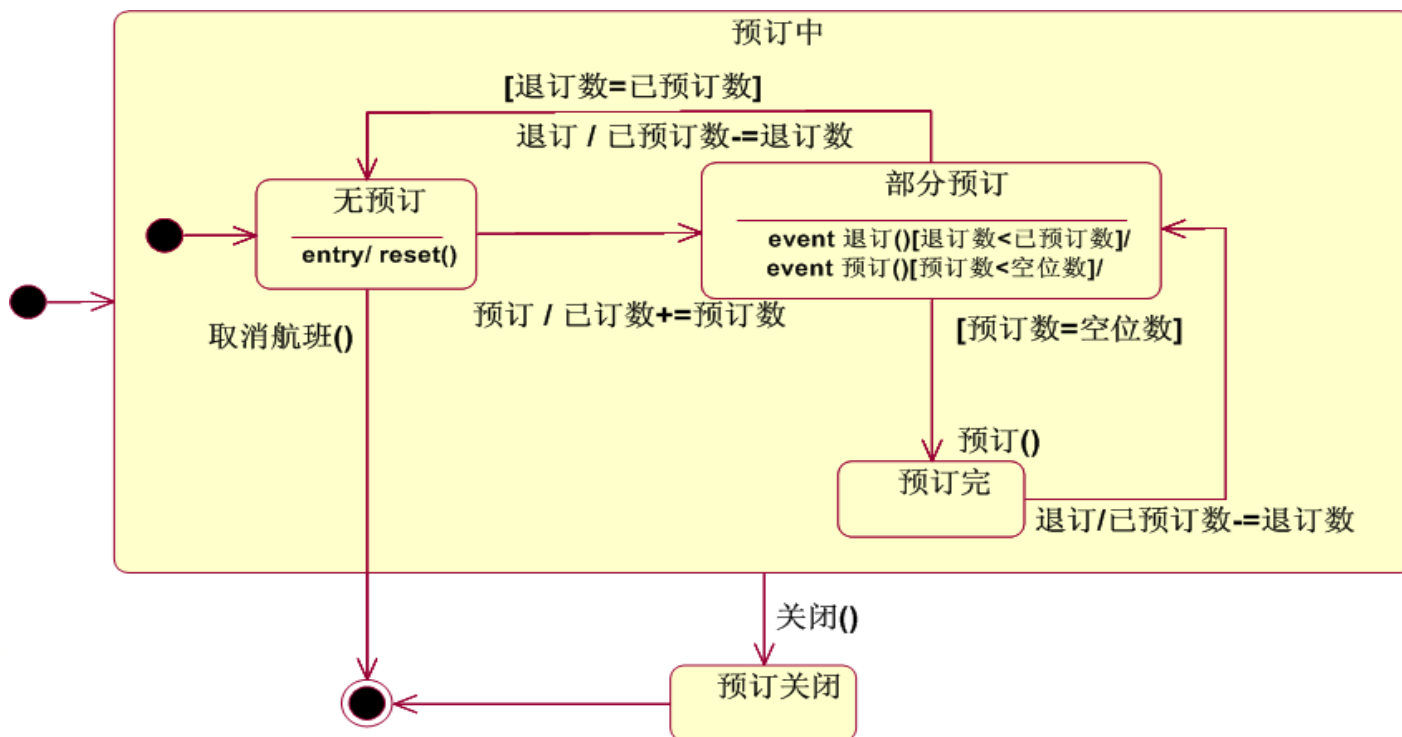 预订中
[退订数=已预订数]
退订 / 已预订数-=退订数
无预订
entry/ reset()
部分预订
event 退订()[退订数<已预订数]/
event 预订()[预订数<空位数]/
取消航班()
预订 / 已订数+=预订数
[预订数=空位数]
预订()
预订完
退订/已预订数-=退订数
关闭()
预订关闭